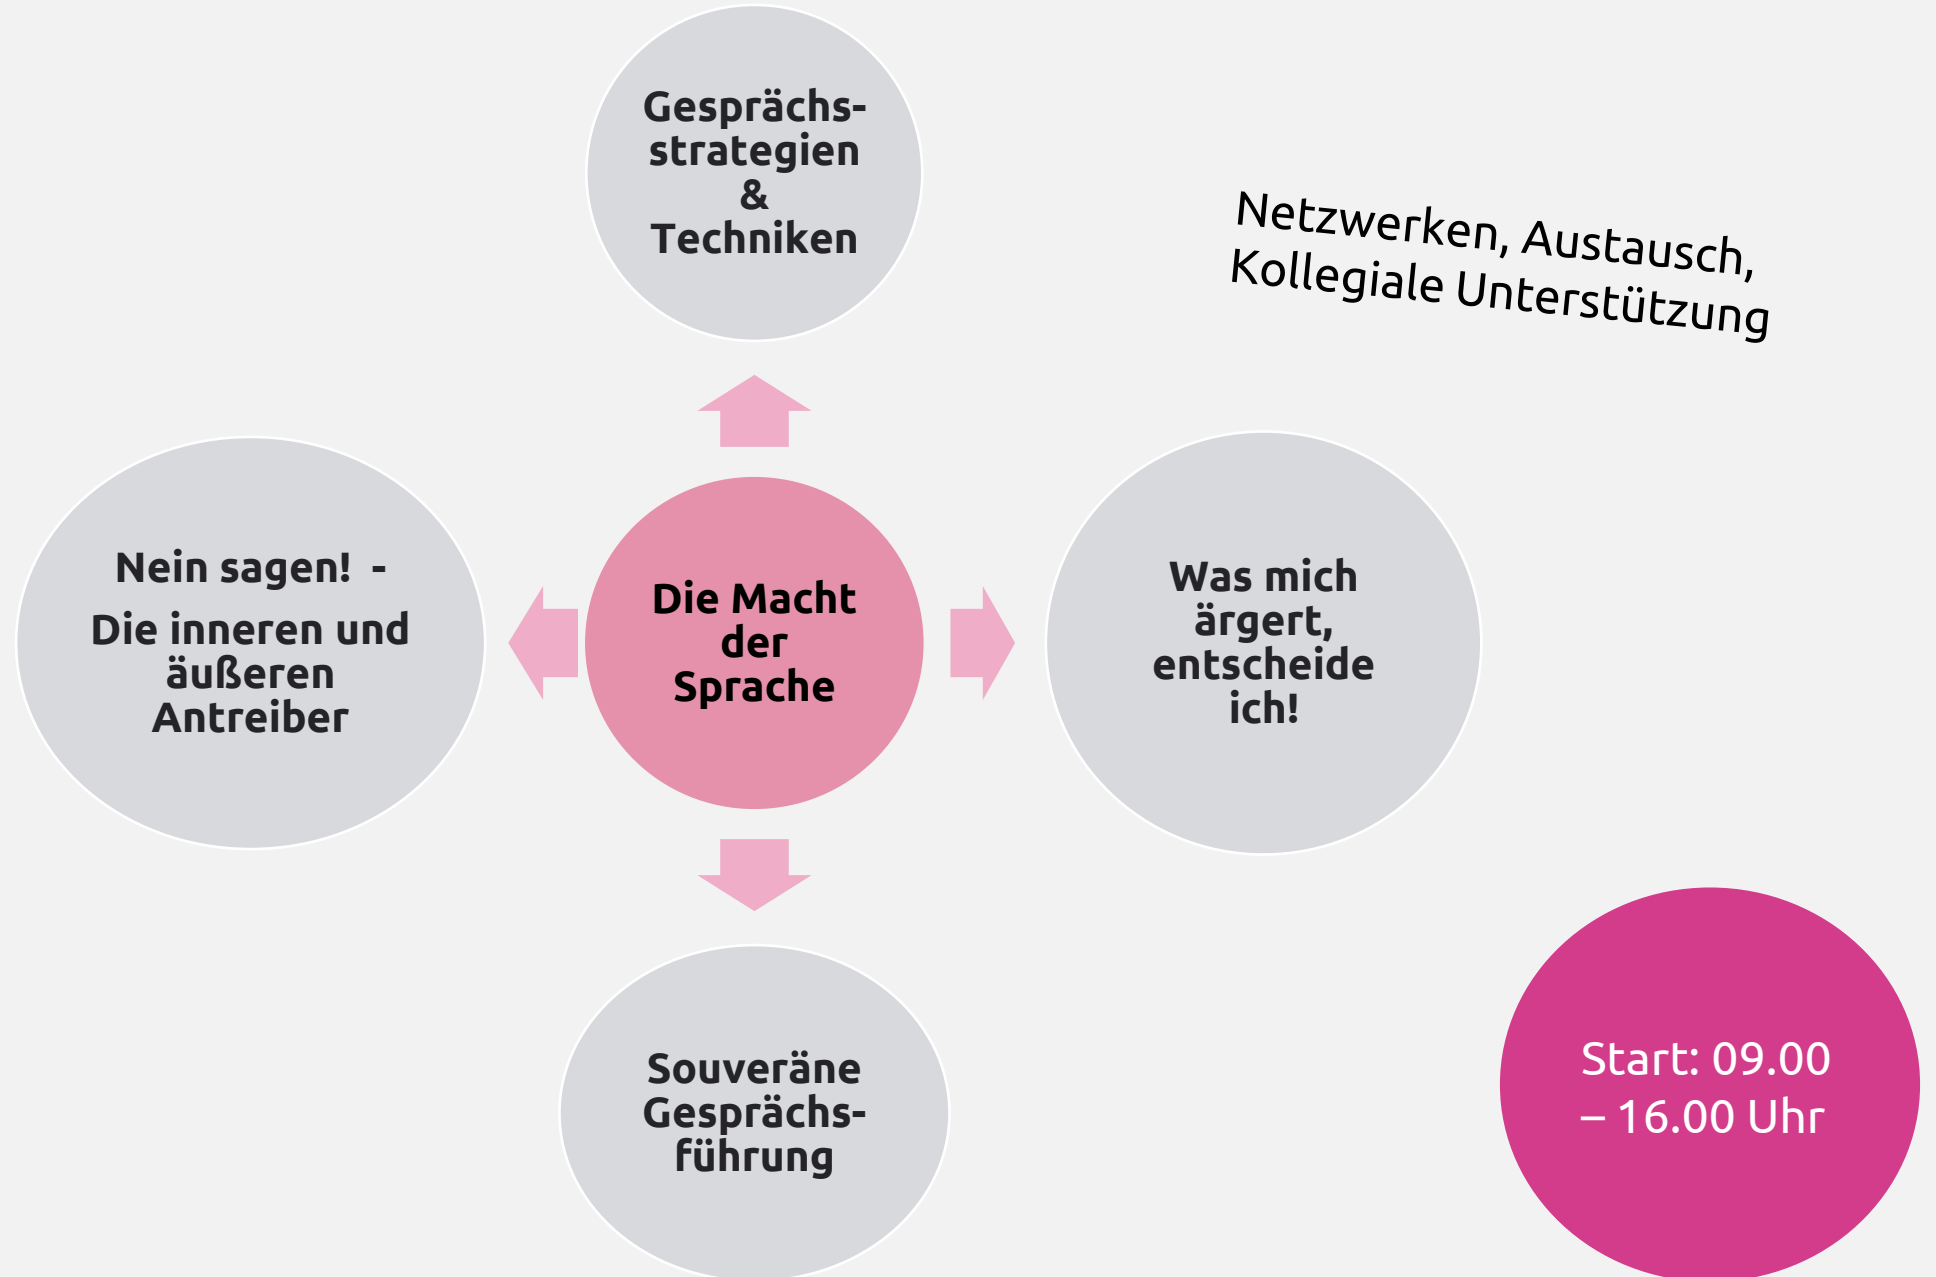 Gesprächs-
strategien
&
Techniken
Netzwerken, Austausch,
Kollegiale Unterstützung
Nein sagen! -
Die inneren und
äußeren
Antreiber
Die Macht
der
Sprache
Was mich
ärgert,
entscheide
ich!
Souveräne
Gesprächs-
führung
Start: 09.00
– 16.00 Uhr